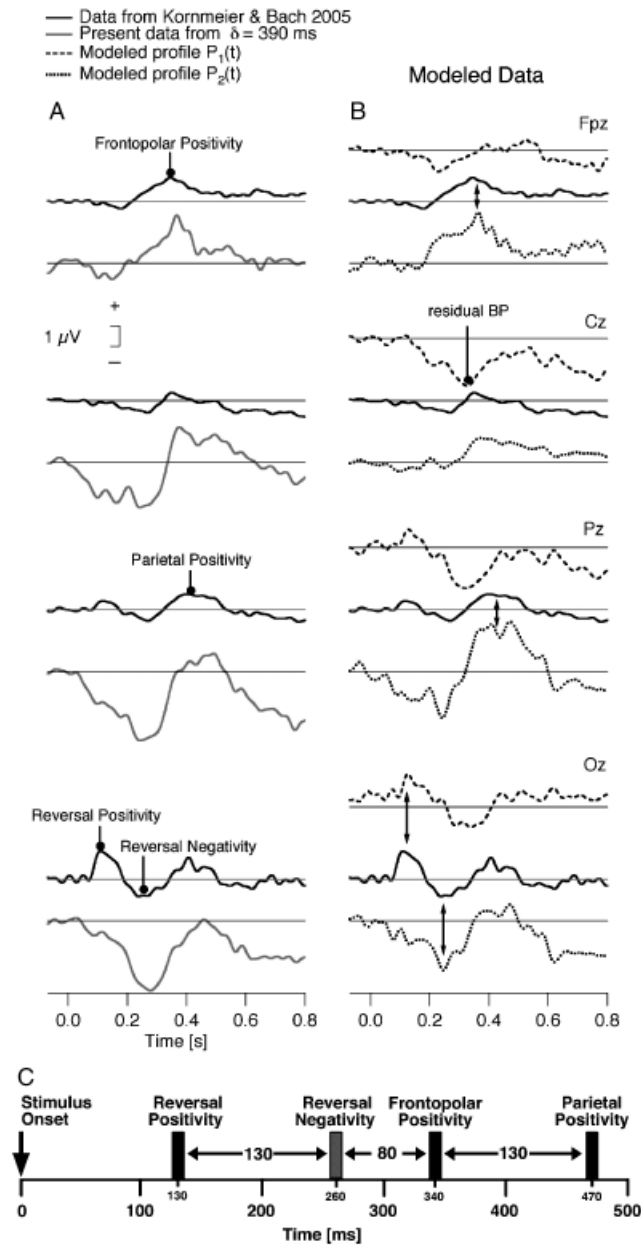 Data from Kornmeier & Bach 2005
Present data from δ = 390 ms
Modeled profile P₁(t)
Modeled profile P₂(t)
Modeled Data
A
B
Fpz
Frontopolar Positivity
+
1 μV
–
residual BP
Cz
Pz
Parietal Positivity
Oz
Reversal Positivity
Reversal Negativity
0.0 0.2 0.4 0.6 0.8
0.0 0.2 0.4 0.6 0.8
Time [s]
C
Stimulus Onset
Reversal Positivity
Reversal Negativity
Frontopolar Positivity
Parietal Positivity
130 80 130
130 260 340 470
0 100 200 300 400 500
Time [ms]